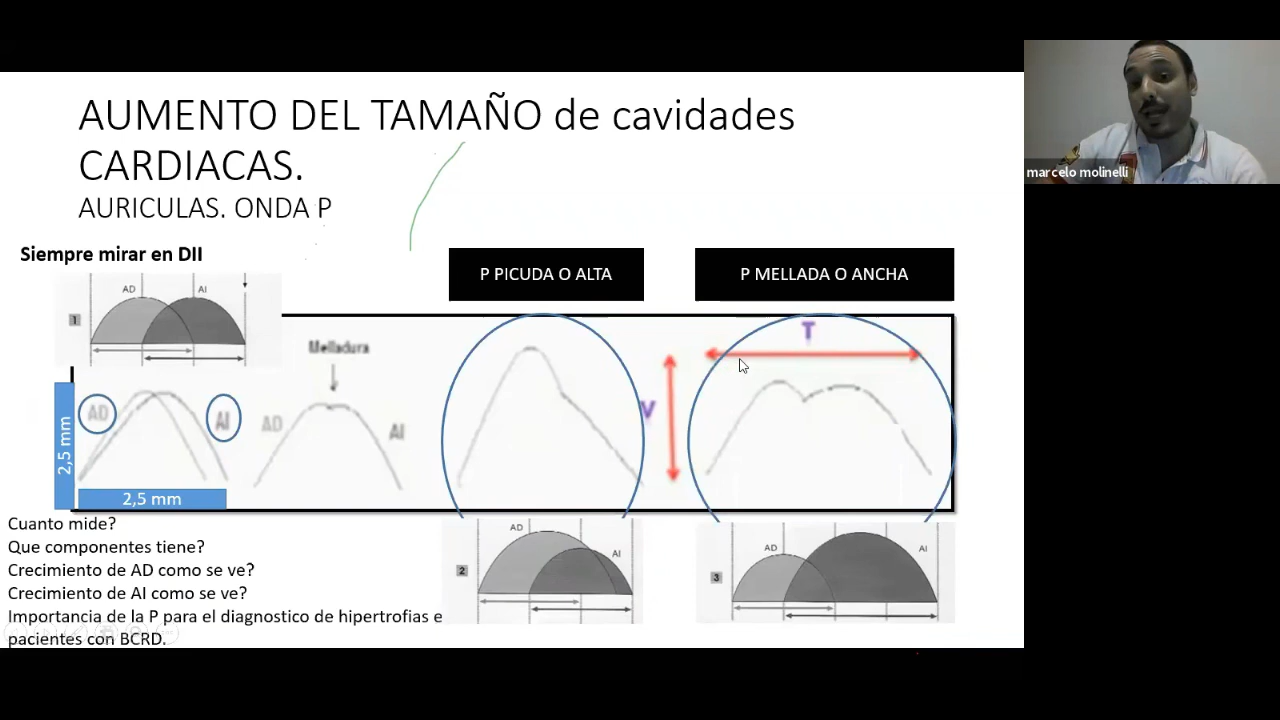 AUMENTO DEL TAMAÑO de cavidades
CARDIACAS.
AURICULAS. ONDA P
marcelo molinelli
Siempre mirar en DII
P PICUDA O ALTA
P MELLADA O ANCHA
AD
AI
1
T
Melladura
V
AD
AI
AD
AI
2,5 mm
2,5 mm
Cuanto mide?
Que componentes tiene?
Crecimiento de AD como se ve?
Crecimiento de AI como se ve?
Importancia de la P para el diagnostico de hipertrofias e
pacientes con BCRD.
AD
AI
2
AD
AI
3